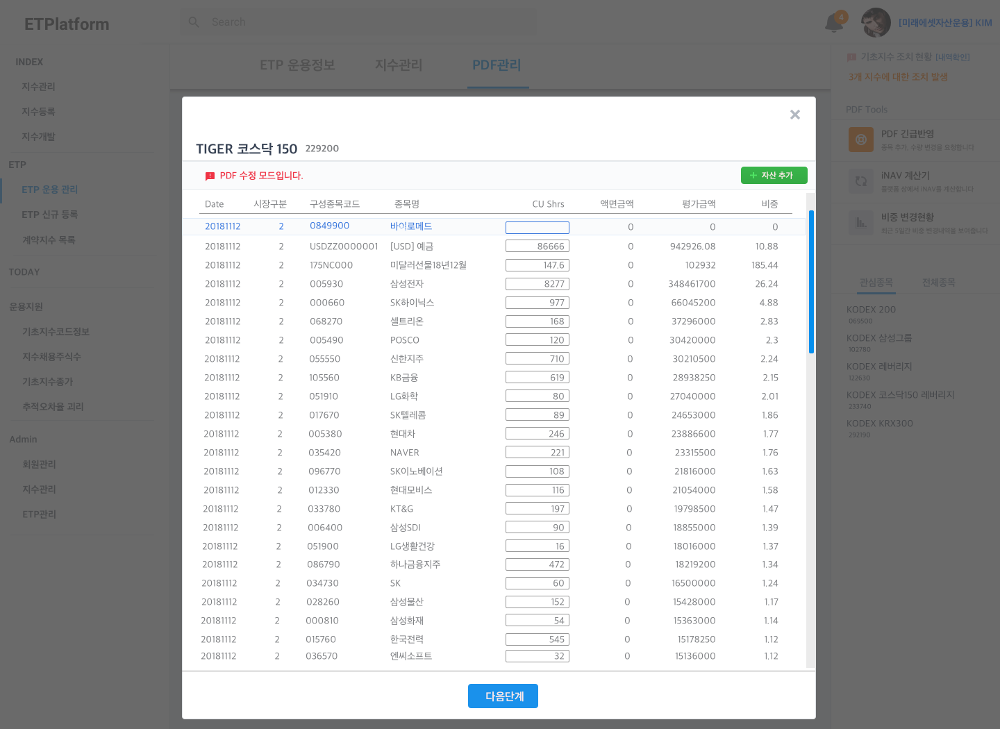 ETPlatform
Search
4
[미래에셋자산운용] KIM
INDEX
지수관리
지수등록
지수개발
ETP
ETP 운용 관리
ETP 신규 등록
계약지수 목록
TODAY
운용지원
기초지수코드정보
지수채용주식수
기초지수종가
추적오차율 괴리
Admin
회원관리
지수관리
ETP관리
ETP 운용정보 지수관리 PDF관리
TIGER 코스닥 150 229200
PDF 수정 모드입니다.
+ 자산 추가
Date 시장구분 구성종목코드 종목명 CU Shrs 액면금액 평가금액 비중
20181112 2 0849900 바이로메드 0 0 0
20181112 2 USDZZ0000001 [USD] 예금 86666 0 942926.08 10.88
20181112 2 175NC000 미달러선물18년12월 147.6 0 102932 185.44
20181112 2 005930 삼성전자 8277 0 348461700 26.24
20181112 2 000660 SK하이닉스 977 0 66045200 4.88
20181112 2 068270 셀트리온 168 0 37296000 2.83
20181112 2 005490 POSCO 120 0 30420000 2.3
20181112 2 055550 신한지주 710 0 30210500 2.24
20181112 2 105560 KB금융 619 0 28938250 2.15
20181112 2 051910 LG화학 80 0 27040000 2.01
20181112 2 017670 SK텔레콤 89 0 24653000 1.86
20181112 2 005380 현대차 246 0 23886600 1.77
20181112 2 035420 NAVER 221 0 23315500 1.76
20181112 2 096770 SK이노베이션 108 0 21816000 1.63
20181112 2 012330 현대모비스 116 0 21054000 1.58
20181112 2 033780 KT&G 197 0 19798500 1.47
20181112 2 006400 삼성SDI 90 0 18855000 1.39
20181112 2 051900 LG생활건강 16 0 18016000 1.37
20181112 2 086790 하나금융지주 472 0 18219200 1.34
20181112 2 034730 SK 60 0 16500000 1.24
20181112 2 028260 삼성물산 152 0 15428000 1.17
20181112 2 000810 삼성화재 54 0 15363000 1.14
20181112 2 015760 한국전력 545 0 15178250 1.12
20181112 2 036570 엔씨소프트 32 0 15136000 1.12
다음단계
기초지수 조치 현황 [내역확인]
3개 지수에 대한 조치 발생
PDF Tools
PDF 긴급반영
종목 추가, 수량 변경을 요청합니다
iNAV 계산기
플랫폼 상에서 iNAV를 계산합니다
비중 변경현황
최근 5일간 비중 변경내역을 보여줍니다
관심종목 전체종목
KODEX 200
069500
KODEX 삼성그룹
102780
KODEX 레버리지
122630
KODEX 코스닥150 레버리지
233740
KODEX KRX300
292190